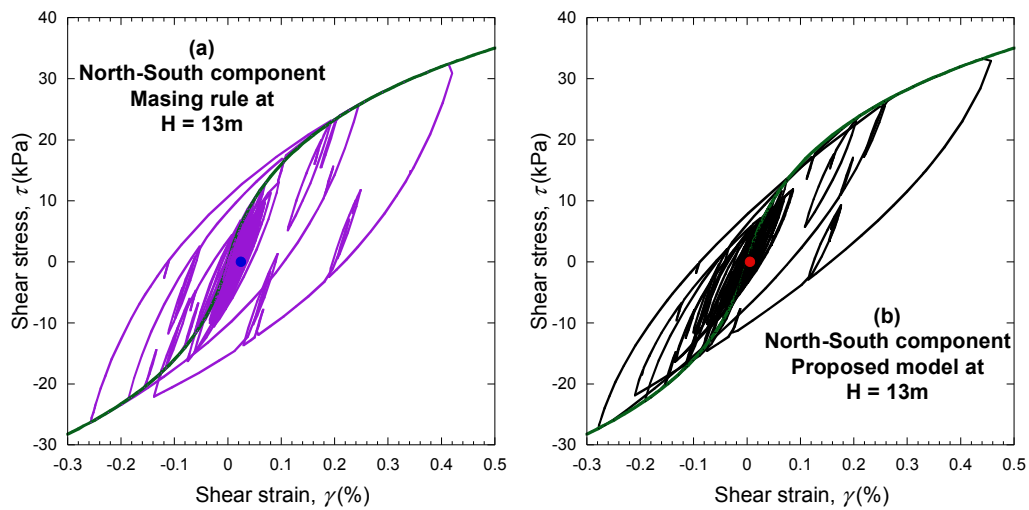 (a)
North-South component
Masing rule at
H = 13m
Shear stress, τ(kPa)
40
30
20
10
0
-10
-20
-30
-0.3 -0.2 -0.1 0 0.1 0.2 0.3 0.4 0.5
Shear strain, γ(%)
(b)
North-South component
Proposed model at
H = 13m
Shear stress, τ(kPa)
40
30
20
10
0
-10
-20
-30
-0.3 -0.2 -0.1 0 0.1 0.2 0.3 0.4 0.5
Shear strain, γ(%)